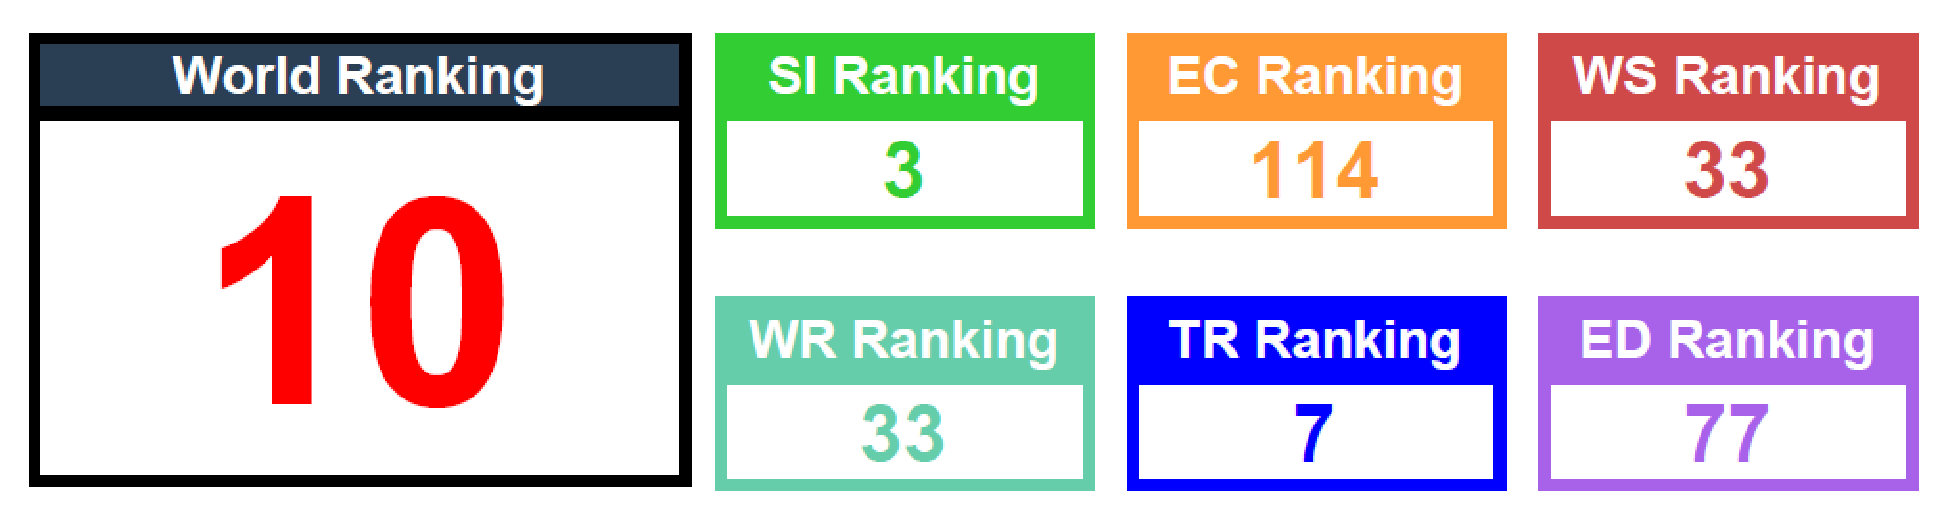 World Ranking
10
SI Ranking
3
EC Ranking
114
WS Ranking
33
WR Ranking
33
TR Ranking
7
ED Ranking
77